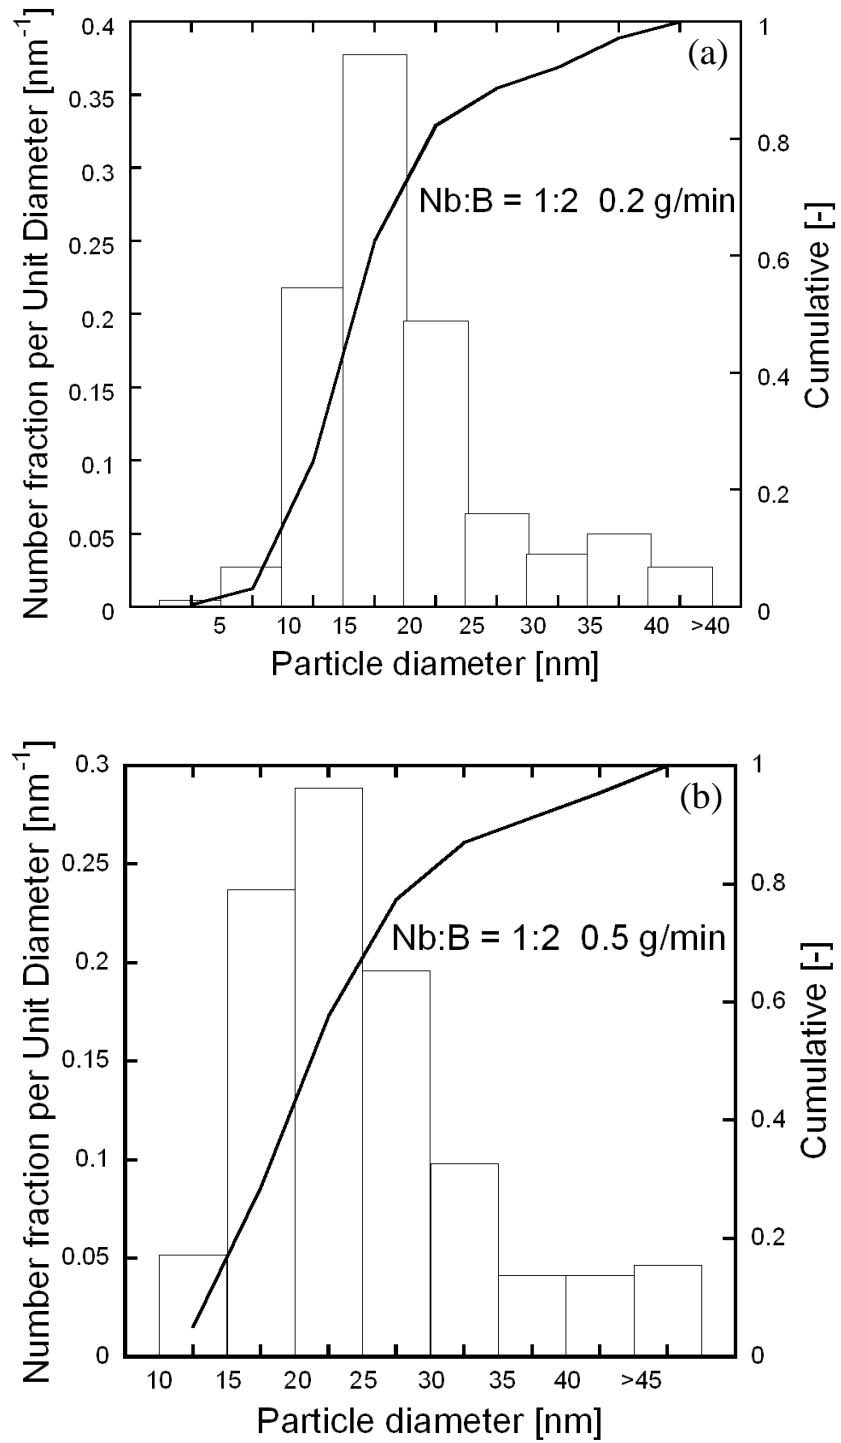 (a)
Number fraction per Unit Diameter [nm⁻¹]
0.4
0.35
0.3
0.25
0.2
0.15
0.1
0.05
0
Nb:B = 1:2 0.2 g/min
1
0.8
0.6
0.4
0.2
0
Cumulative [-]
5 10 15 20 25 30 35 40 >40
Particle diameter [nm]
(b)
Number fraction per Unit Diameter [nm⁻¹]
0.3
0.25
0.2
0.15
0.1
0.05
0
Nb:B = 1:2 0.5 g/min
1
0.8
0.6
0.4
0.2
0
Cumulative [-]
10 15 20 25 30 35 40 >45
Particle diameter [nm]